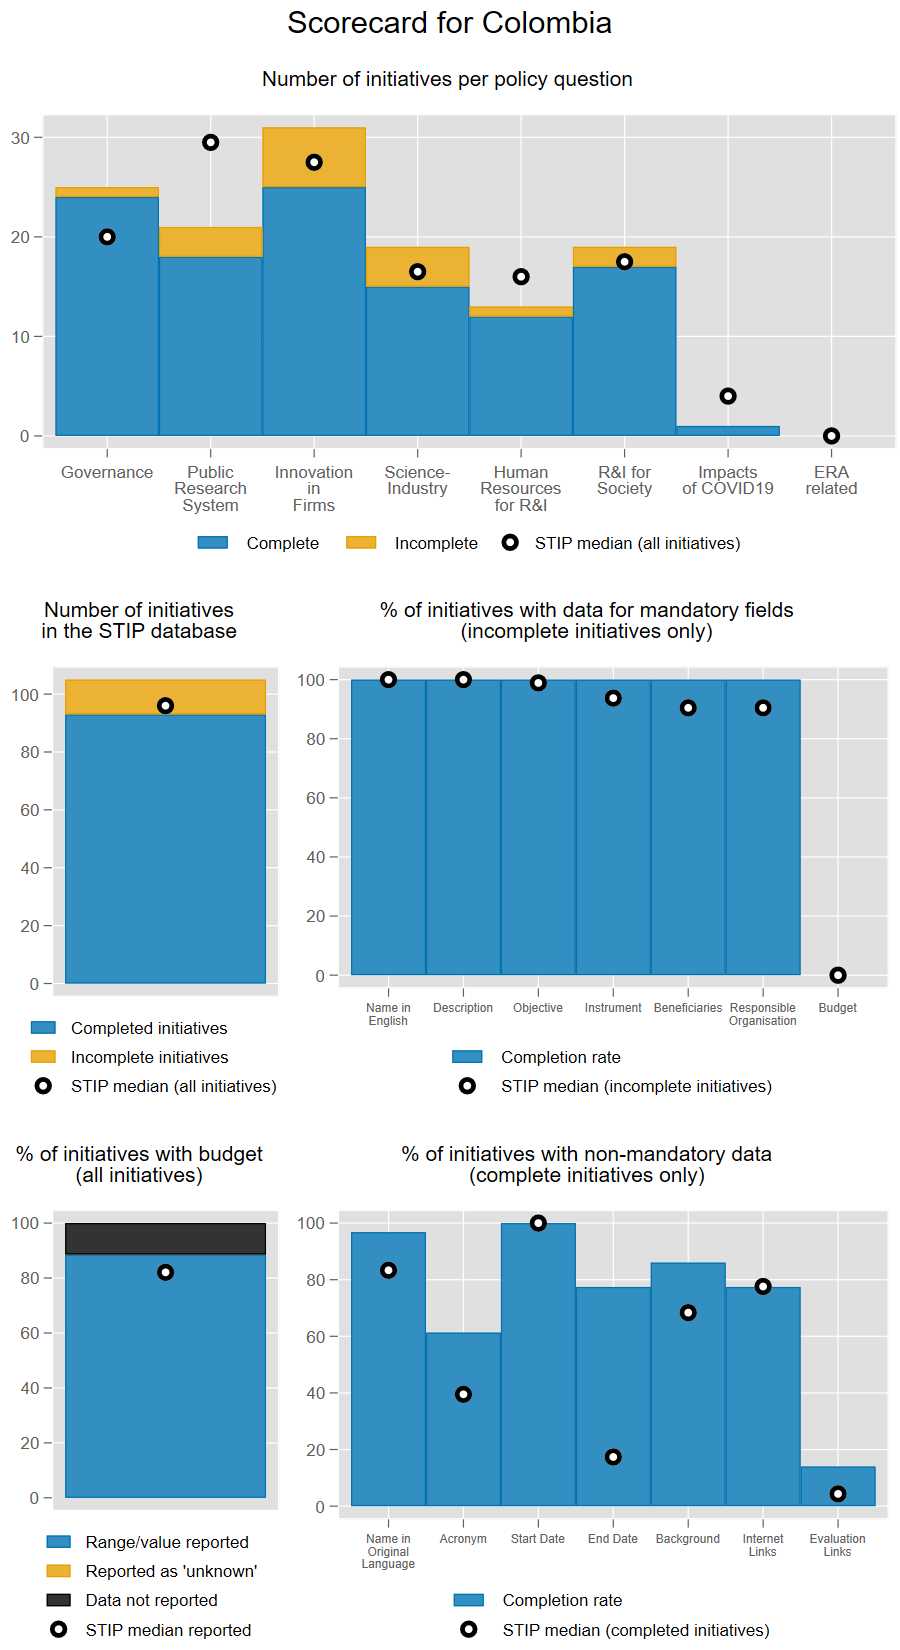 Scorecard for Colombia
Number of initiatives per policy question
30
20
10
0
Governance
Public
Research
System
Innovation
in
Firms
Science-
Industry
Human
Resources
for R&I
R&I for
Society
Impacts
of COVID19
ERA
related
Complete
Incomplete
STIP median (all initiatives)
Number of initiatives
in the STIP database
100
80
60
40
20
0
Completed initiatives
Incomplete initiatives
STIP median (all initiatives)
% of initiatives with data for mandatory fields
(incomplete initiatives only)
100
80
60
40
20
0
Name in
English
Description
Objective
Instrument
Beneficiaries
Responsible
Organisation
Budget
Completion rate
STIP median (incomplete initiatives)
% of initiatives with budget
(all initiatives)
100
80
60
40
20
0
Range/value reported
Reported as 'unknown'
Data not reported
STIP median reported
% of initiatives with non-mandatory data
(complete initiatives only)
100
80
60
40
20
0
Name in
Original
Language
Acronym
Start Date
End Date
Background
Internet
Links
Evaluation
Links
Completion rate
STIP median (completed initiatives)